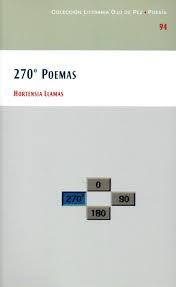 COLECCIÓN LITERARIA OJO DE PEZ • POESÍA
94
270° POEMAS
HORTENSIA LLAMAS
0
270° 90
180